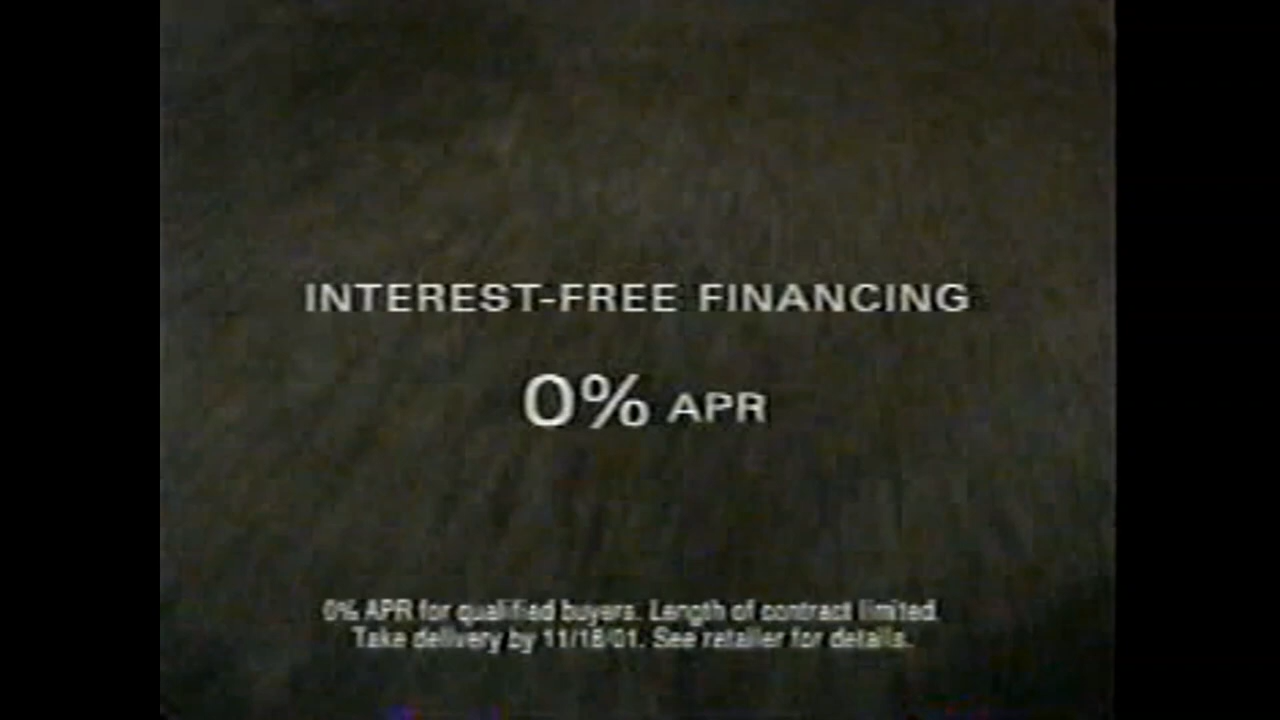 INTEREST-FREE FINANCING
0% APR
0% APR for qualified buyers. Length of contract limited.
Take delivery by 11/18/01. See retailer for details.